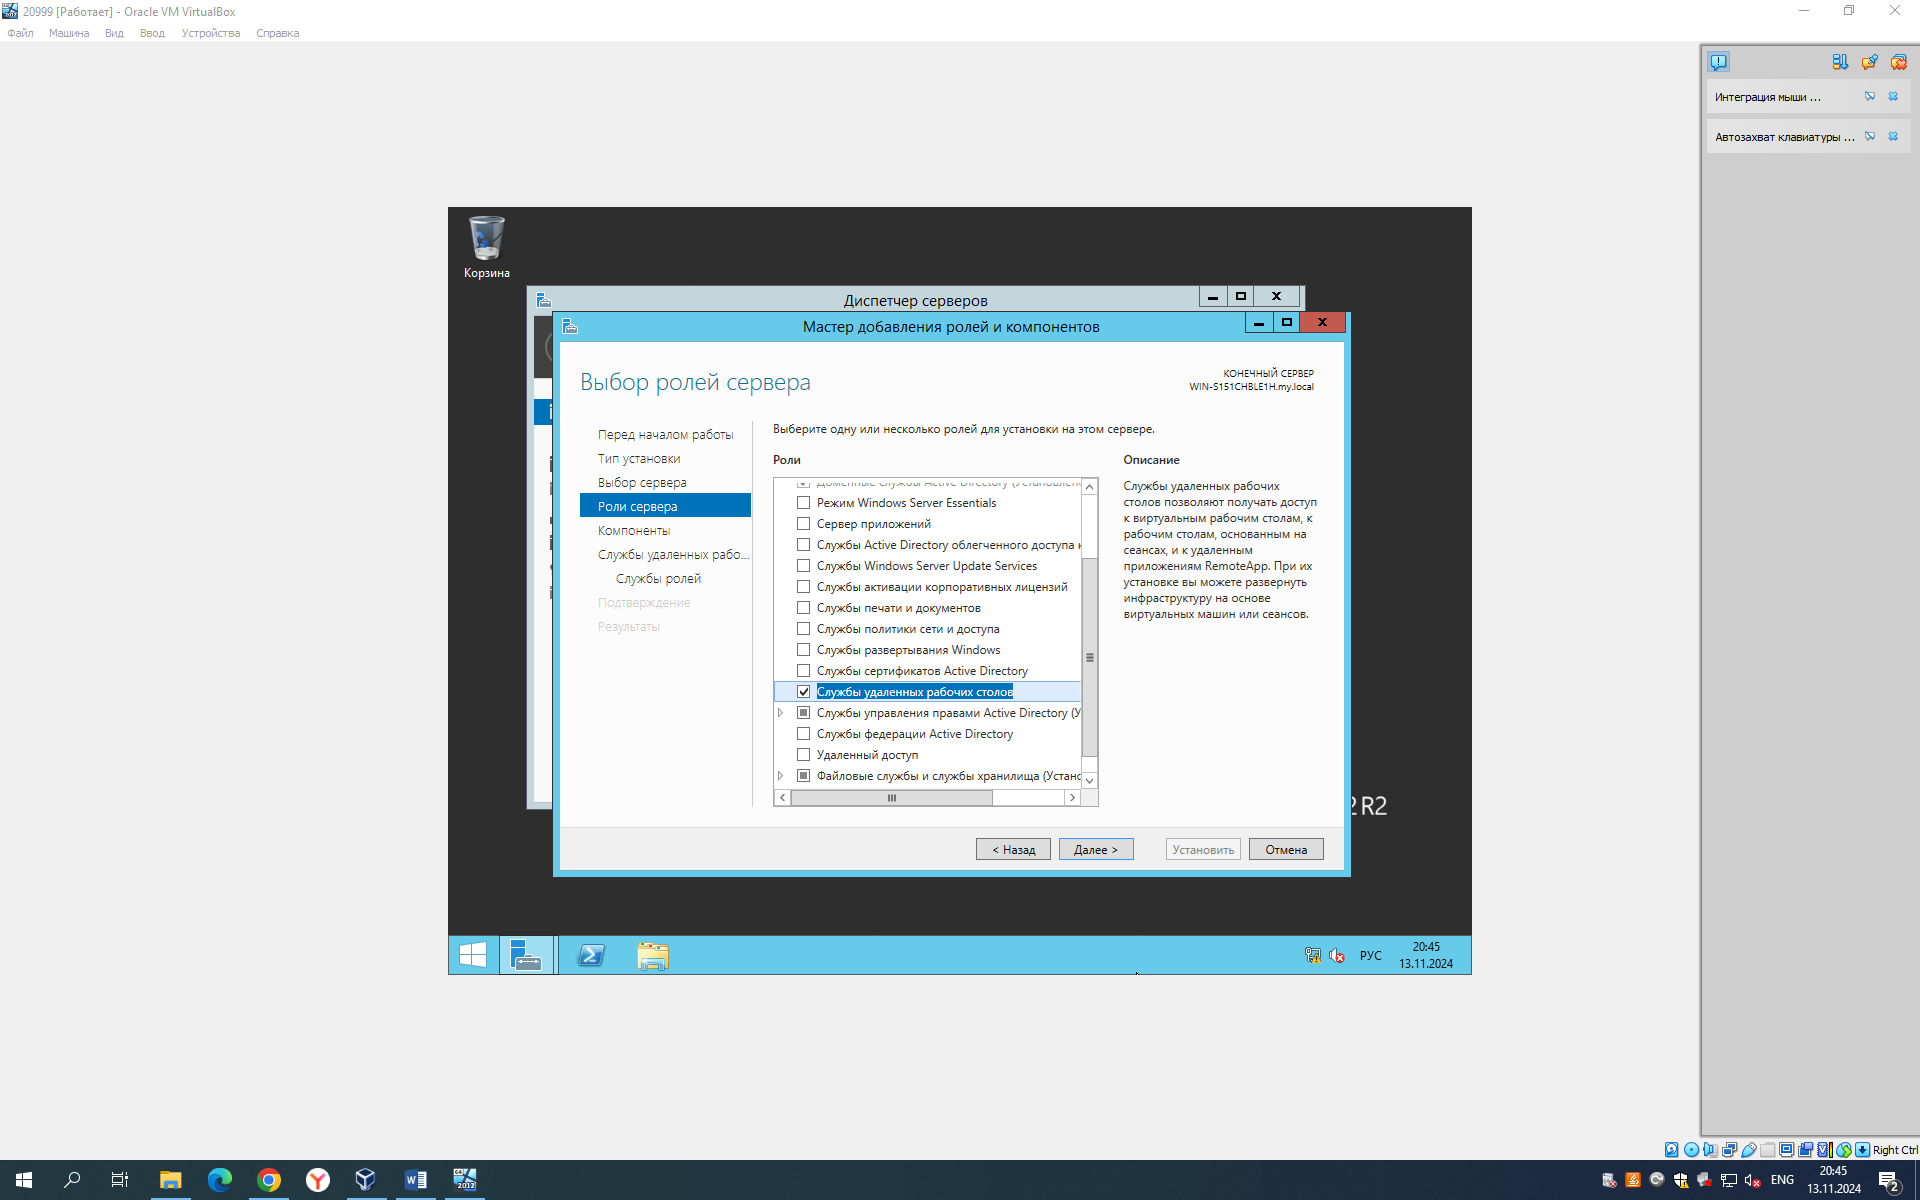 20999 [Работает] - Oracle VM VirtualBox
Файл Машина Вид Ввод Устройства Справка
Интеграция мыши ...
Автозахват клавиатуры ...
Корзина
Диспетчер серверов
Мастер добавления ролей и компонентов
Выбор ролей сервера
КОНЕЧНЫЙ СЕРВЕР
WIN-S151CHBLE1H.my.local
Перед началом работы
Тип установки
Выбор сервера
Роли сервера
Компоненты
Службы удаленных рабо...
Службы ролей
Подтверждение
Результаты
Выберите одну или несколько ролей для установки на этом сервере.
Роли
Доменные службы Active Directory (Установлен
Режим Windows Server Essentials
Сервер приложений
Службы Active Directory облегченного доступа к
Службы Windows Server Update Services
Службы активации корпоративных лицензий
Службы печати и документов
Службы политики сети и доступа
Службы развертывания Windows
Службы сертификатов Active Directory
Службы удаленных рабочих столов
Службы управления правами Active Directory (У
Службы федерации Active Directory
Удаленный доступ
Файловые службы и службы хранилища (Устано
Описание
Службы удаленных рабочих
столов позволяют получать доступ
к виртуальным рабочим столам, к
рабочим столам, основанным на
сеансах, и к удаленным
приложениям RemoteApp. При их
установке вы можете развернуть
инфраструктуру на основе
виртуальных машин или сеансов.
< Назад Далее > Установить Отмена
2 R2
РУС
20:45
13.11.2024
Right Ctrl
ENG
20:45
13.11.2024
2